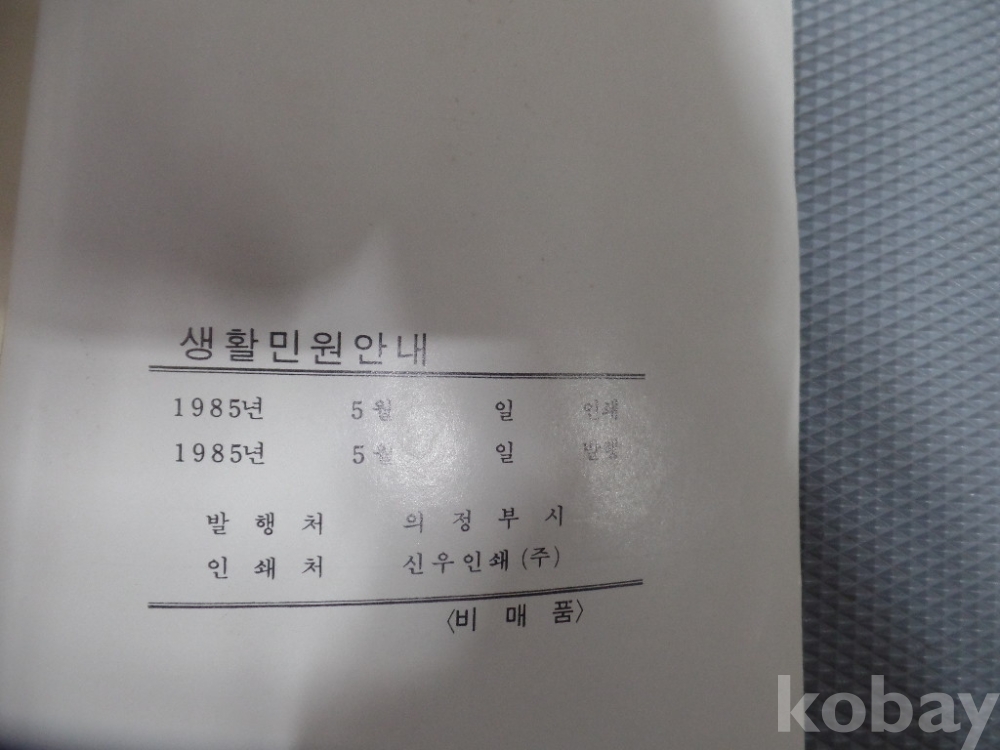 생활민원안내
1985년 5월 일 인쇄
1985년 5월 일 발행
발행처 의정부시
인쇄처 신우인쇄(주)
〈비매품〉
kobay